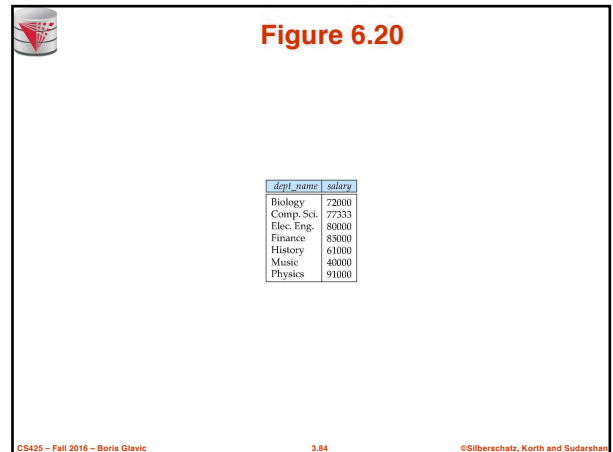 Figure 6.20
dept_name salary
Biology 72000
Comp. Sci. 77333
Elec. Eng. 80000
Finance 85000
History 61000
Music 40000
Physics 91000
CS425 – Fall 2016 – Boris Glavic 3.84 ©Silberschatz, Korth and Sudarshan